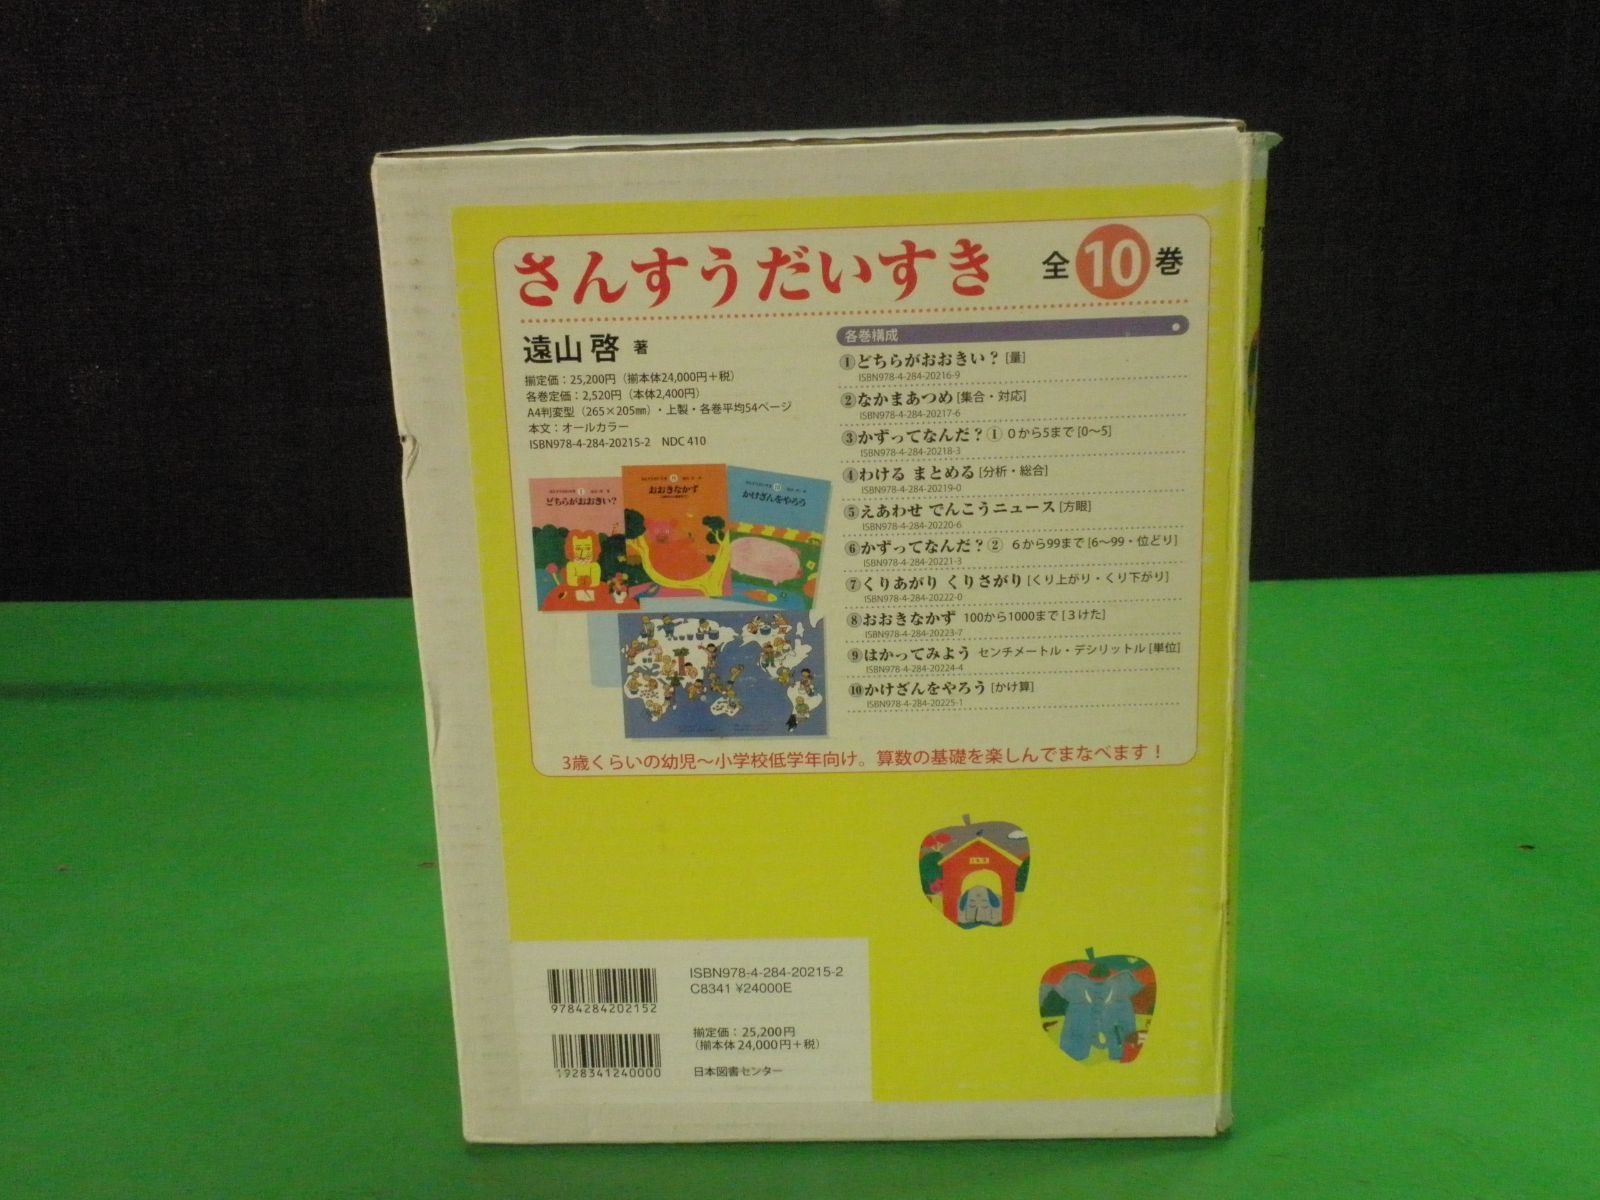 さんすうだいすき 全10巻
遠山 啓 著
揃定価：25,200円（揃本体24,000円＋税）
各巻定価：2,520円（本体2,400円）
A4判変型（265×205㎜）・上製・各巻平均54ページ
本文：オールカラー
ISBN978-4-284-20215-2 NDC 410
どちらがおおきい？
おおきなかず
かけざんをやろう
各巻構成
①どちらがおおきい？［量］
ISBN978-4-284-20216-9
②なかまあつめ［集合・対応］
ISBN978-4-284-20217-6
③かずってなんだ？① 0から5まで［0〜5］
ISBN978-4-284-20218-3
④わける まとめる［分析・総合］
ISBN978-4-284-20219-0
⑤えあわせ でんこうニュース［方眼］
ISBN978-4-284-20220-6
⑥かずってなんだ？② 6から99まで［6〜99・位どり］
ISBN978-4-284-20221-3
⑦くりあがり くりさがり［くり上がり・くり下がり］
ISBN978-4-284-20222-0
⑧おおきなかず 100から1000まで［３けた］
ISBN978-4-284-20223-7
⑨はかってみよう センチメートル・デシリットル［単位］
ISBN978-4-284-20224-4
⑩かけざんをやろう［かけ算］
ISBN978-4-284-20225-1
3歳くらいの幼児〜小学校低学年向け。算数の基礎を楽しんでまなべます！
9784284202152
ISBN978-4-284-20215-2
C8341 ¥24000E
1928341240000
揃定価：25,200円
（揃本体24,000円＋税）
日本図書センター